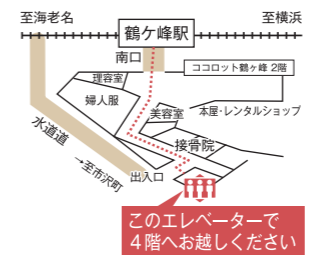 至海老名
至横浜
鶴ケ峰駅
南口
ココロット鶴ヶ峰 2階
理容室
婦人服
美容室
本屋・レンタルショップ
水道道
接骨院
→至市沢町
出入口
このエレベーターで
４階へお越しください